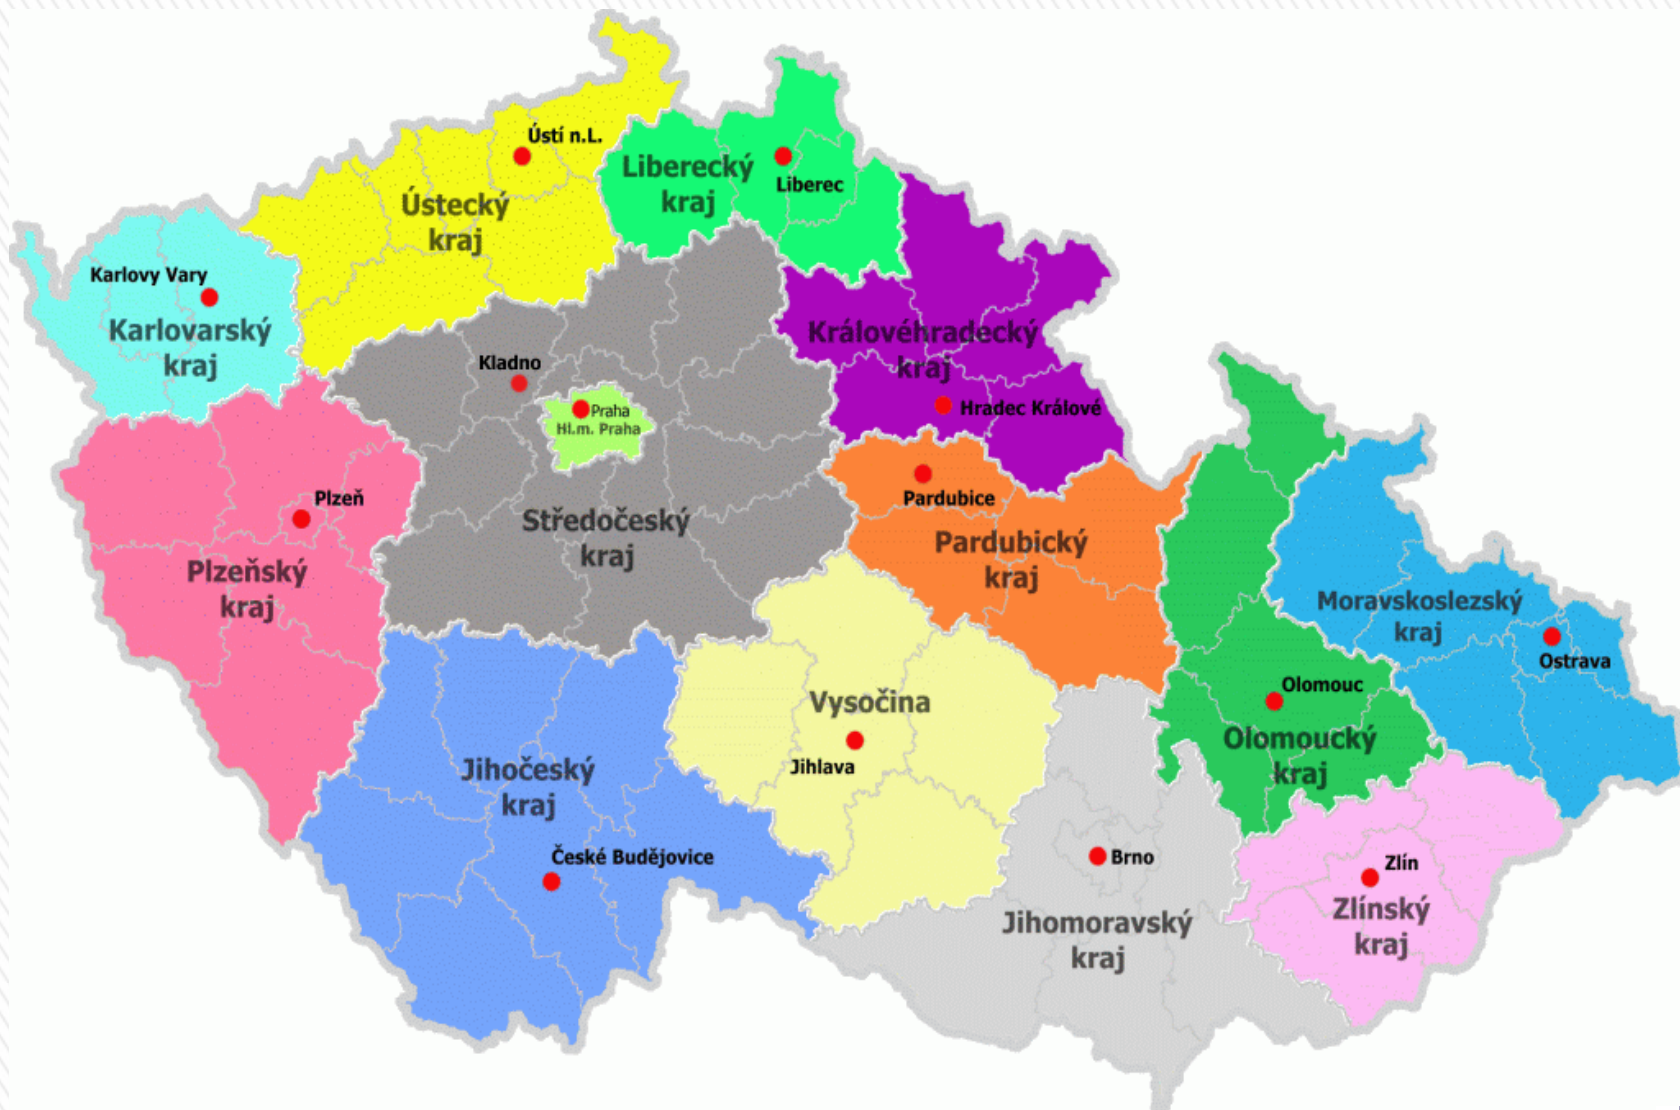 Ústí n.L.
Ústecký
kraj
Liberecký
kraj
Liberec
Karlovy Vary
Karlovarský
kraj
Královéhradecký
kraj
Hradec Králové
Kladno
Praha
Hl.m. Praha
Středočeský
kraj
Plzeň
Plzeňský
kraj
Pardubice
Pardubický
kraj
Moravskoslezský
kraj
Ostrava
Olomouc
Olomoucký
kraj
Vysočina
Jihlava
Jihočeský
kraj
České Budějovice
Brno
Jihomoravský
kraj
Zlín
Zlínský
kraj